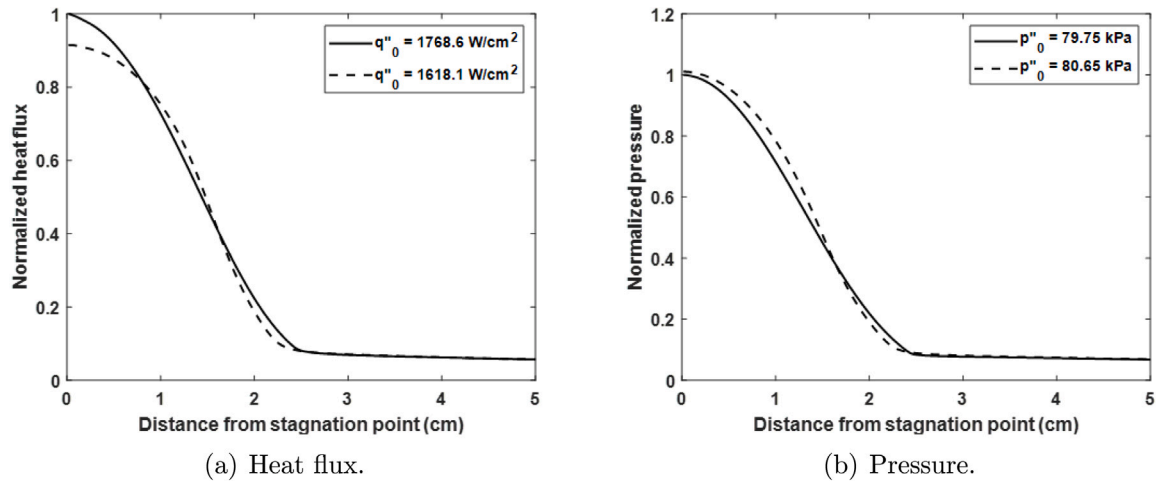 q"0 = 1768.6 W/cm2
q"0 = 1618.1 W/cm2
1
0.8
0.6
0.4
0.2
0
Normalized heat flux
0 1 2 3 4 5
Distance from stagnation point (cm)
(a) Heat flux.
p"0 = 79.75 kPa
p"0 = 80.65 kPa
1.2
1
0.8
0.6
0.4
0.2
0
Normalized pressure
0 1 2 3 4 5
Distance from stagnation point (cm)
(b) Pressure.